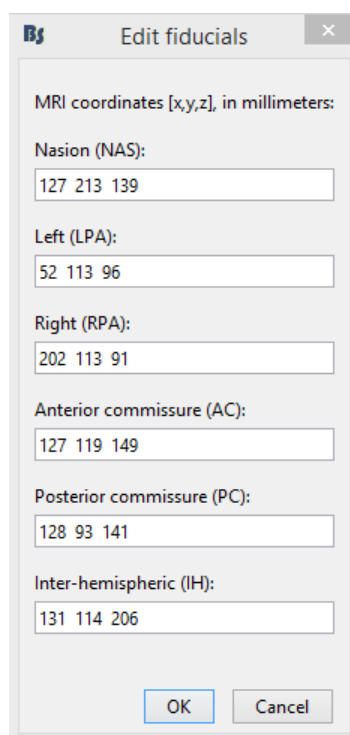 BS Edit fiducials ×
MRI coordinates [x,y,z], in millimeters:
Nasion (NAS):
127 213 139
Left (LPA):
52 113 96
Right (RPA):
202 113 91
Anterior commissure (AC):
127 119 149
Posterior commissure (PC):
128 93 141
Inter-hemispheric (IH):
131 114 206
OK Cancel